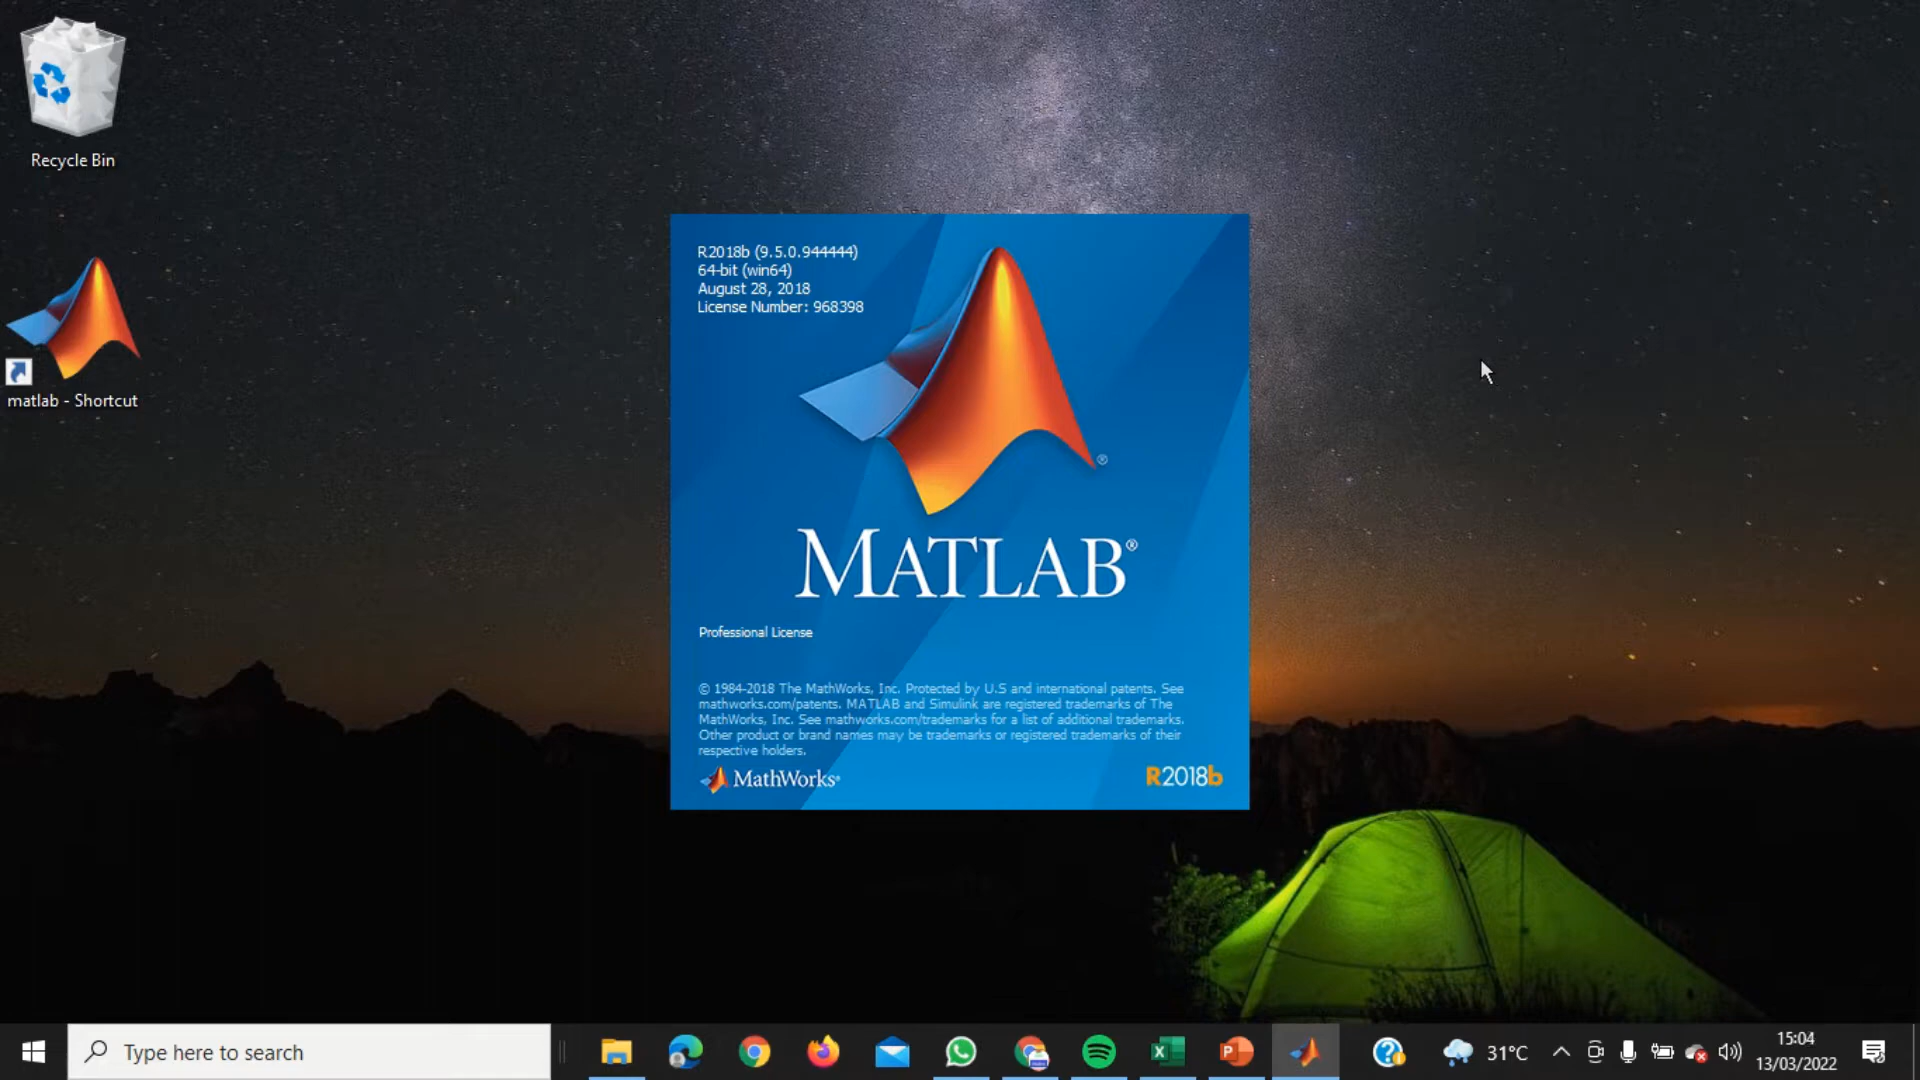 Recycle Bin
matlab - Shortcut
R2018b (9.5.0.944444)
64-bit (win64)
August 28, 2018
License Number: 968398
®
MATLAB®
Professional License
© 1984-2018 The MathWorks, Inc. Protected by U.S and international patents. See
mathworks.com/patents. MATLAB and Simulink are registered trademarks of The
MathWorks, Inc. See mathworks.com/trademarks for a list of additional trademarks.
Other product or brand names may be trademarks or registered trademarks of their
respective holders.
MathWorks®
R2018b
Type here to search
31°C
15:04
13/03/2022